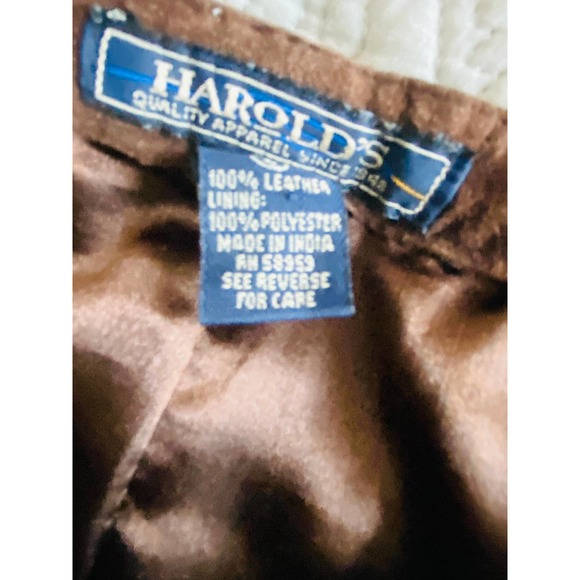 HAROLD'S
QUALITY APPAREL SINCE 1948
100% LEATHER
LINING:
100% POLYESTER
MADE IN INDIA
RN 58959
SEE REVERSE
FOR CARE